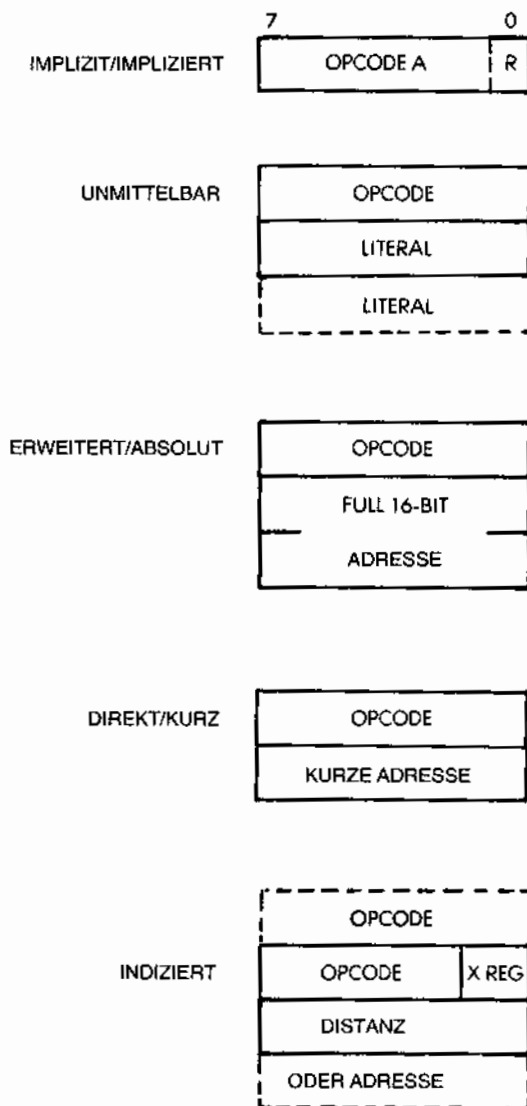 7 0
IMPLIZIT/IMPLIZIERT OPCODE A R
UNMITTELBAR OPCODE
LITERAL
LITERAL
ERWEITERT/ABSOLUT OPCODE
FULL 16-BIT
ADRESSE
DIREKT/KURZ OPCODE
KURZE ADRESSE
OPCODE
INDIZIERT OPCODE X REG
DISTANZ
ODER ADRESSE